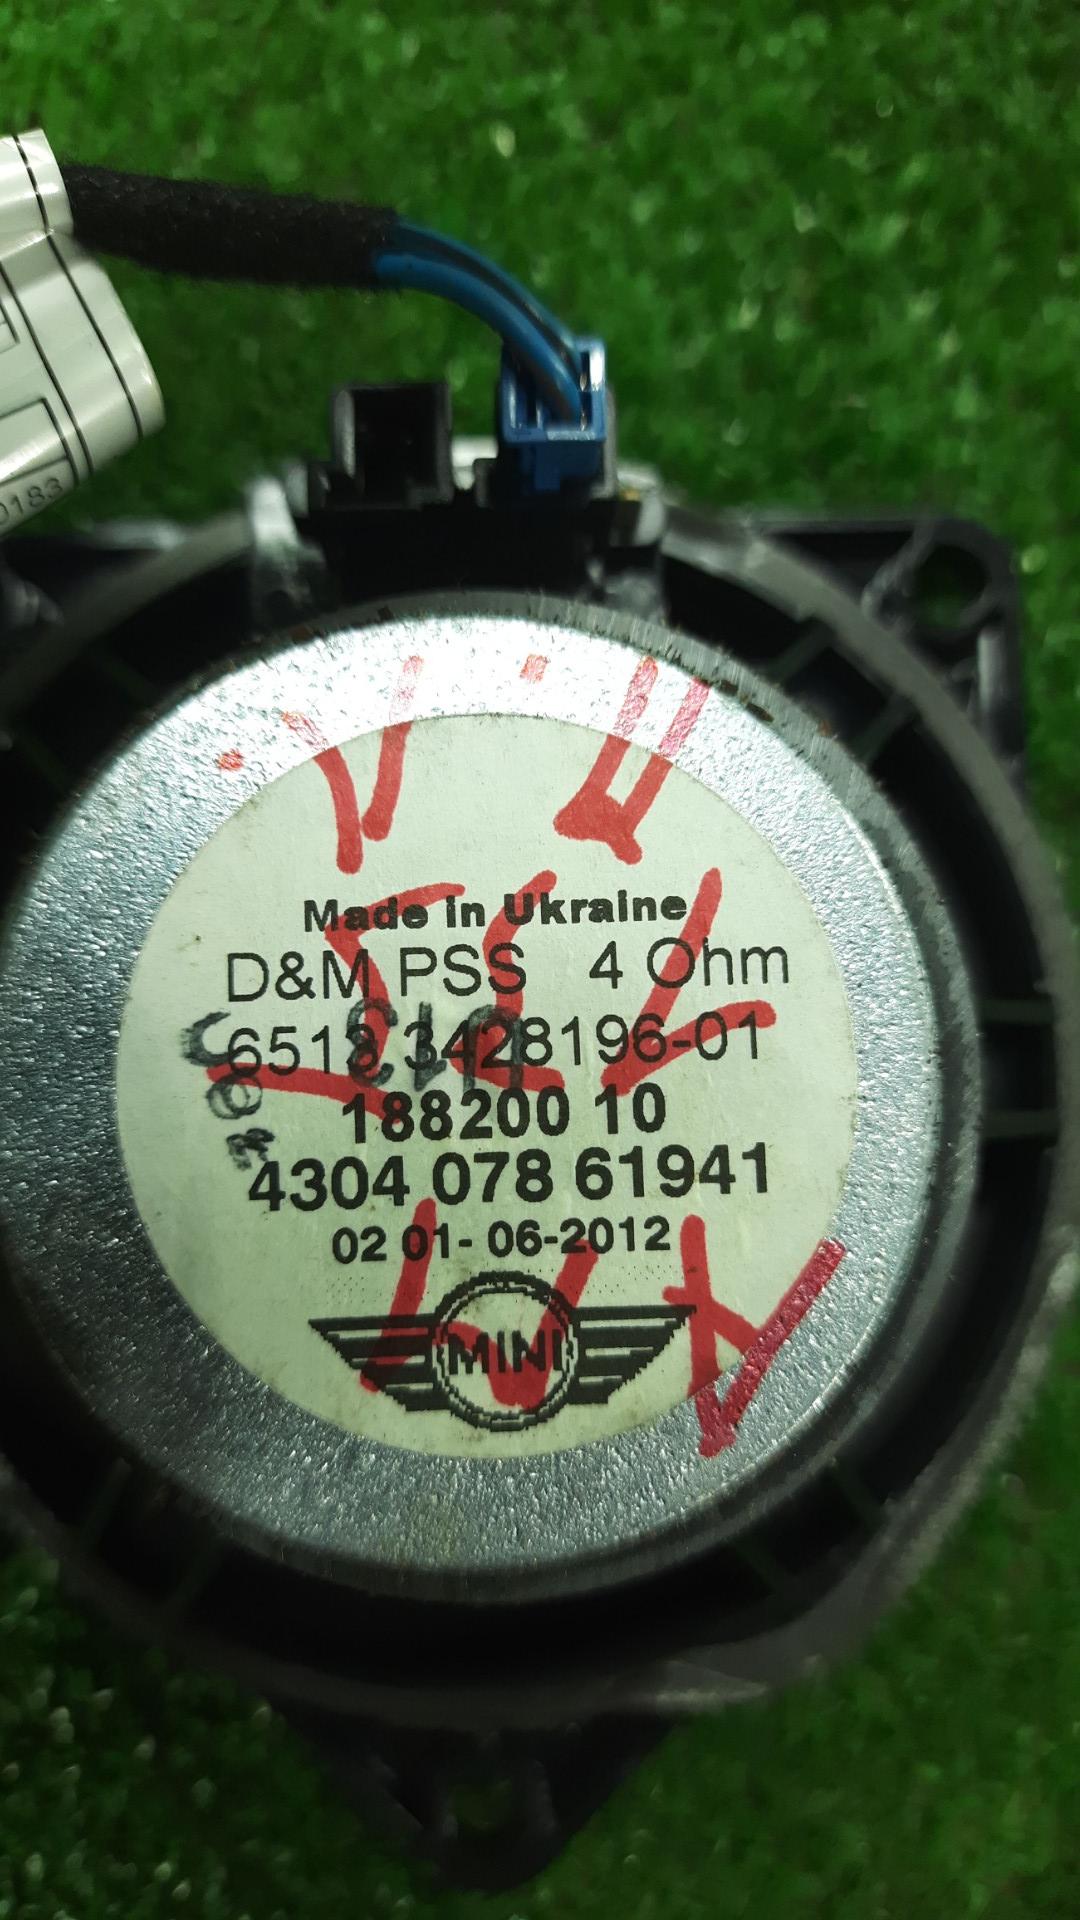 0183
Made in Ukraine
D&M PSS 4 Ohm
6513 3428196-01
188200 10
4304 078 61941
02 01- 06-2012
MINI